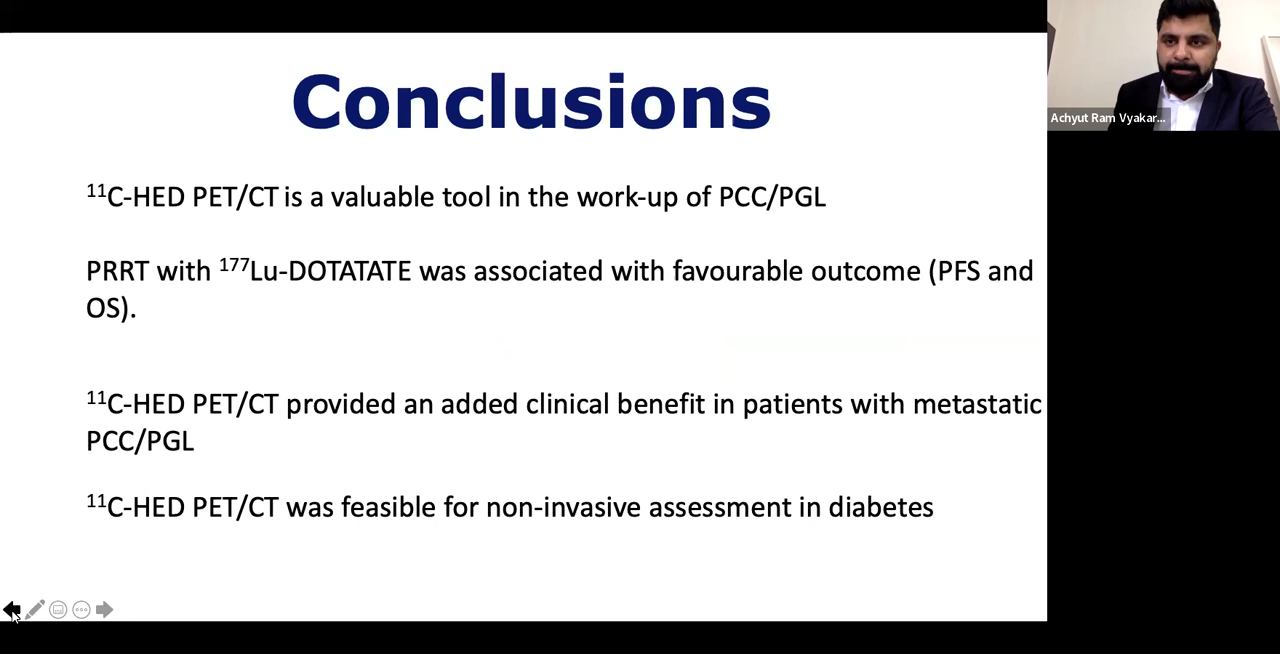 Conclusions
¹¹C-HED PET/CT is a valuable tool in the work-up of PCC/PGL
PRRT with ¹⁷⁷Lu-DOTATATE was associated with favourable outcome (PFS and
OS).
¹¹C-HED PET/CT provided an added clinical benefit in patients with metastatic
PCC/PGL
¹¹C-HED PET/CT was feasible for non-invasive assessment in diabetes
Achyut Ram Vyakar...